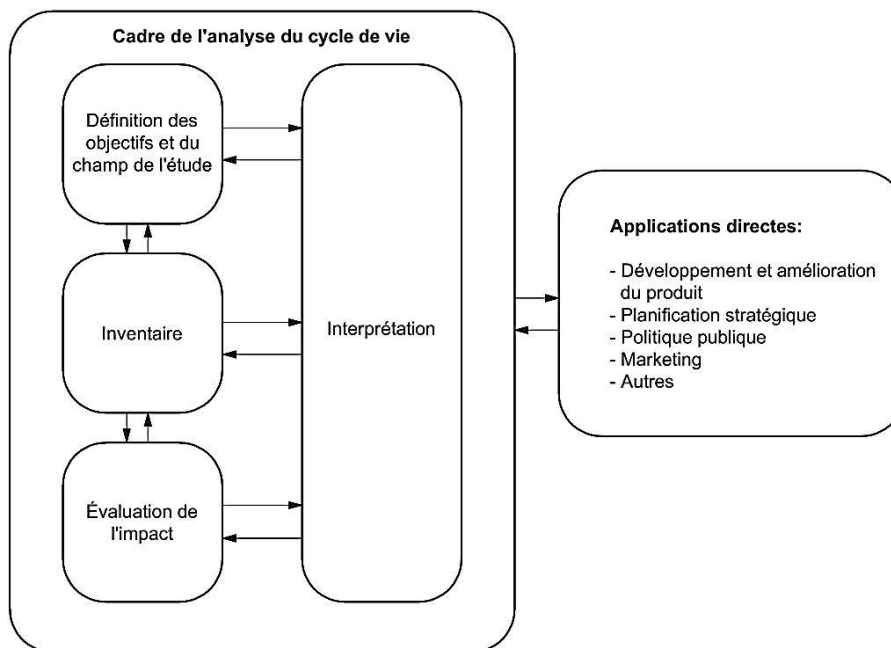 Cadre de l'analyse du cycle de vie
Définition des
objectifs et du
champ de l'étude
Inventaire
Évaluation de
l'impact
Interprétation
Applications directes:
- Développement et amélioration
du produit
- Planification stratégique
- Politique publique
- Marketing
- Autres